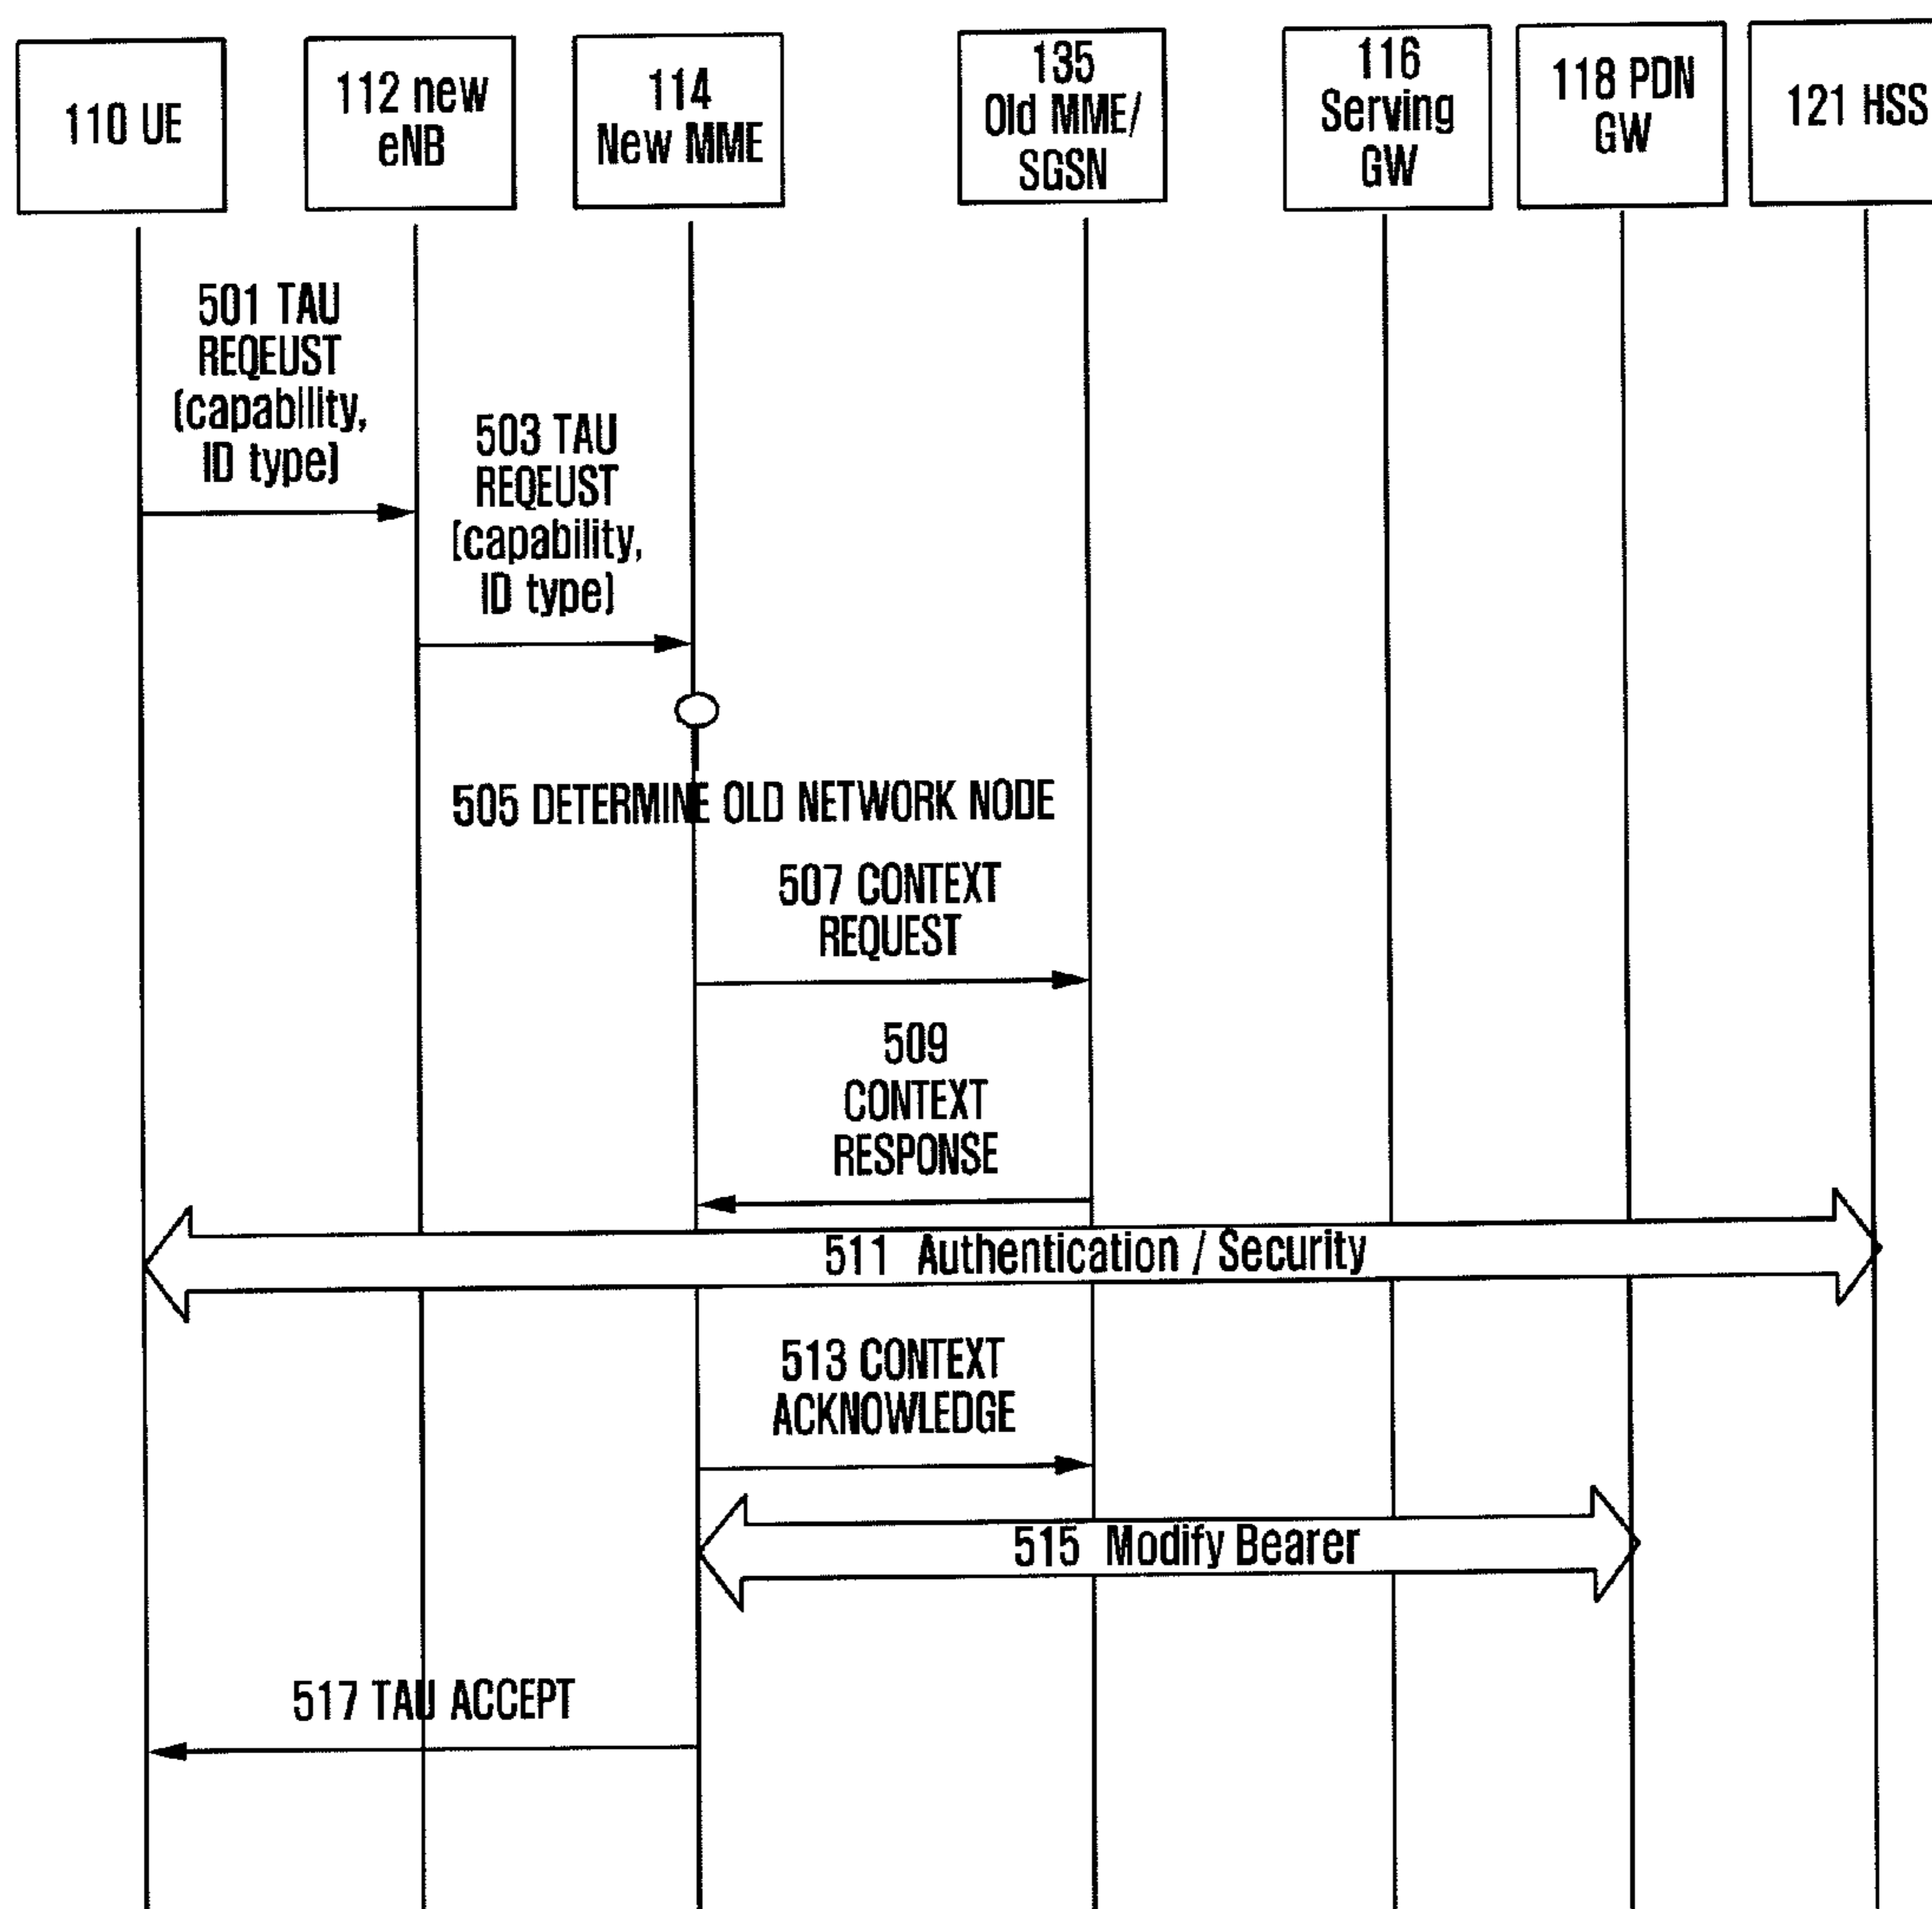 110 UE
112 new
eNB
114
New MME
135
Old MME/
SGSN
116
Serving
GW
118 PDN
GW
121 HSS
501 TAU
REQEUST
(capability,
ID type)
503 TAU
REQEUST
(capability,
ID type)
505 DETERMINE OLD NETWORK NODE
507 CONTEXT
REQUEST
509
CONTEXT
RESPONSE
511 Authentication / Security
513 CONTEXT
ACKNOWLEDGE
515 Modify Bearer
517 TAU ACCEPT